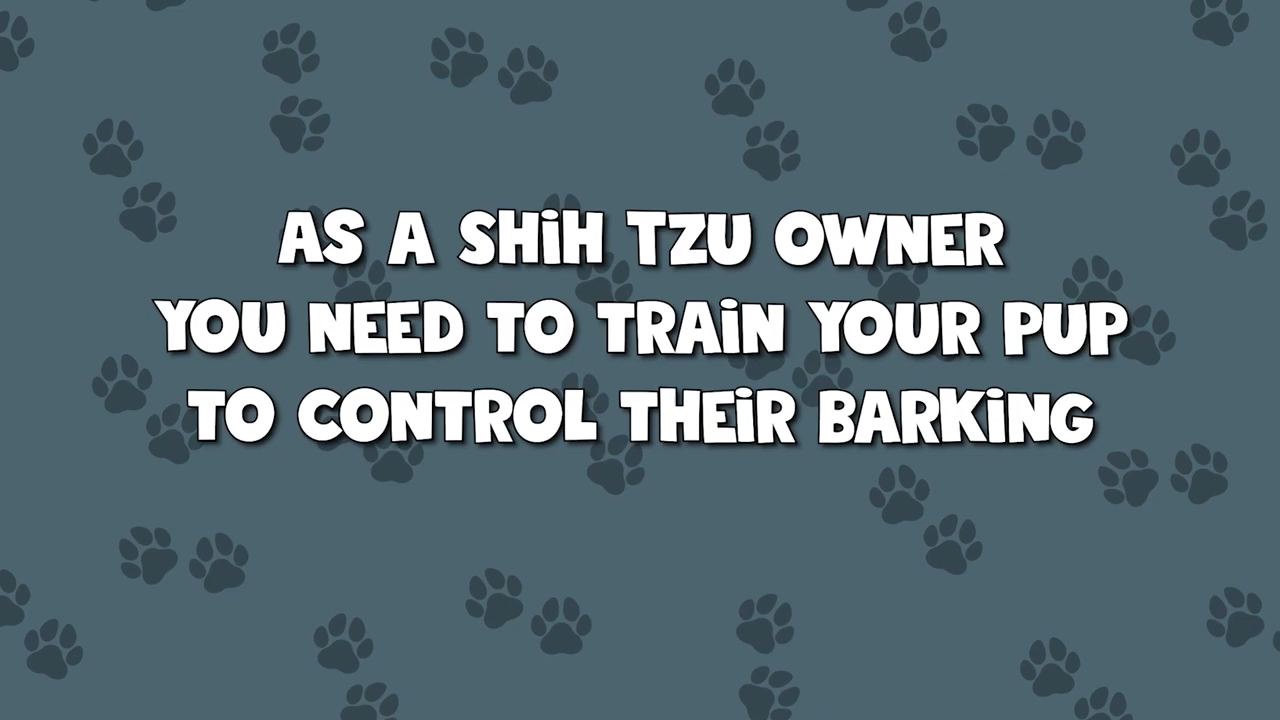 AS A SHiH TZU OWNER
YOU NEED TO TRAiN YOUR PUP
TO CONTROL THEiR BARKiNG